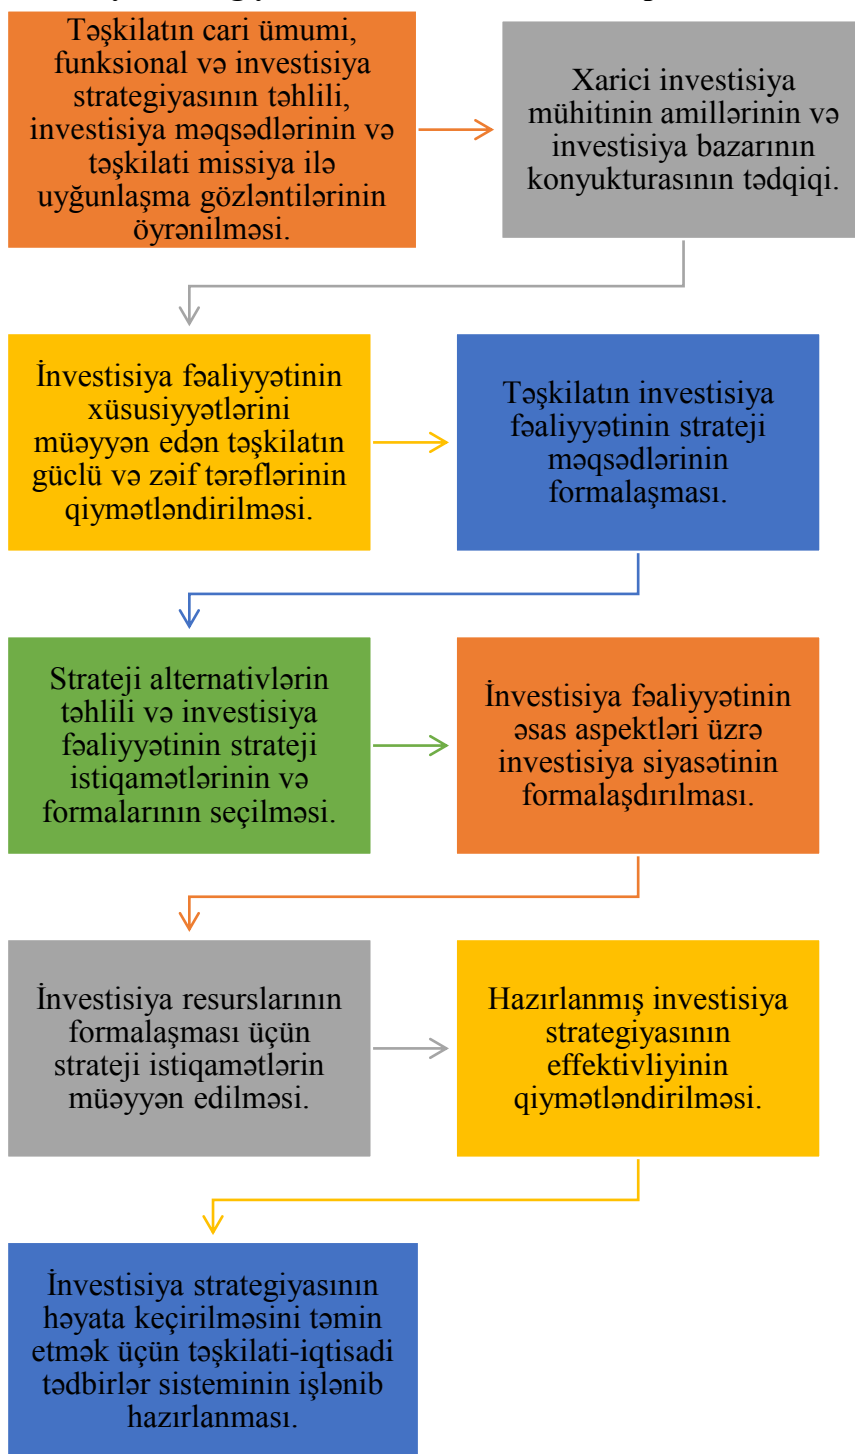 Təşkilatın cari ümumi,
funksional və investisiya
strategiyasının təhlili,
investisiya məqsədlərinin və
təşkilati missiya ilə
uyğunlaşma gözləntilərinin
öyrənilməsi.
Xarici investisiya
mühitinin amillərinin və
investisiya bazarının
konyukturasının tədqiqi.
İnvestisiya fəaliyyətinin
xüsusiyyətlərini
müəyyən edən təşkilatın
güclü və zəif tərəflərinin
qiymətləndirilməsi.
Təşkilatın investisiya
fəaliyyətinin strateji
məqsədlərinin
formalaşması.
Strateji alternativlərin
təhlili və investisiya
fəaliyyətinin strateji
istiqamətlərinin və
formalarının seçilməsi.
İnvestisiya fəaliyyətinin
əsas aspektləri üzrə
investisiya siyasətinin
formalaşdırılması.
İnvestisiya resurslarının
formalaşması üçün
strateji istiqamətlərin
müəyyən edilməsi.
Hazırlanmış investisiya
strategiyasının
effektivliyinin
qiymətləndirilməsi.
İnvestisiya strategiyasının
həyata keçirilməsini təmin
etmək üçün təşkilati-iqtisadi
tədbirlər sisteminin işlənib
hazırlanması.